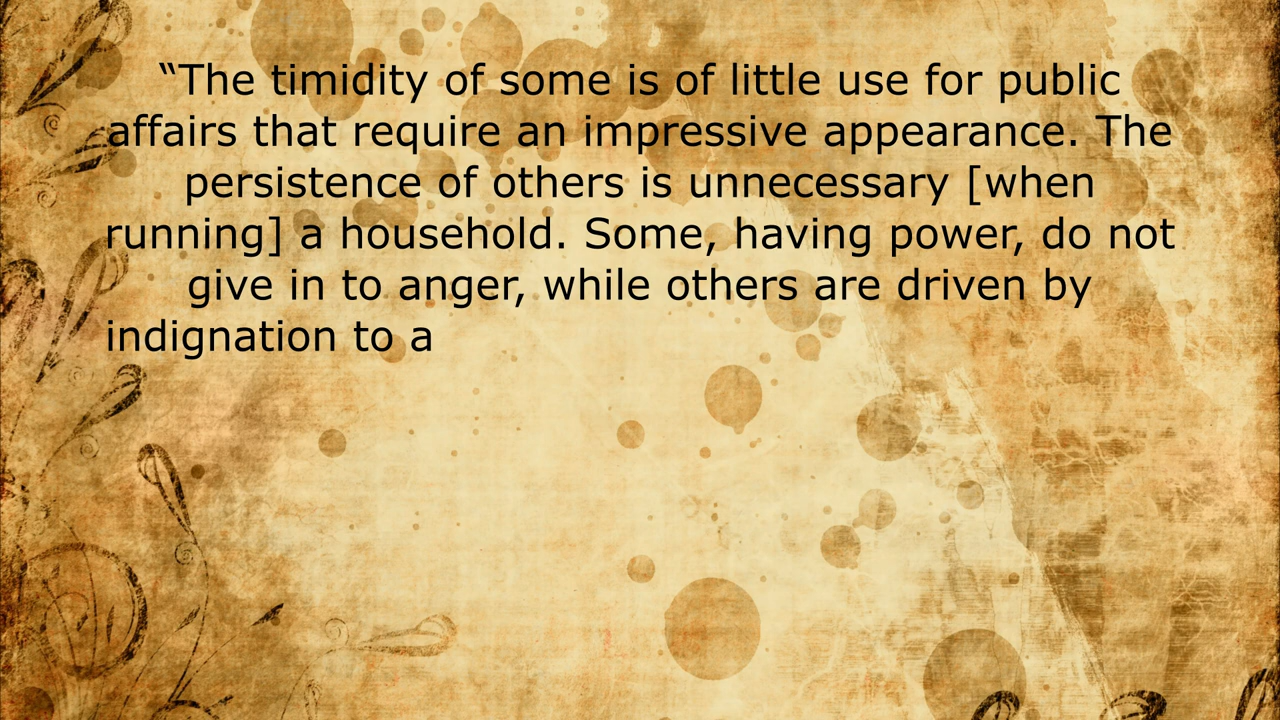 “The timidity of some is of little use for public
affairs that require an impressive appearance. The
persistence of others is unnecessary [when
running] a household. Some, having power, do not
give in to anger, while others are driven by
indignation to a